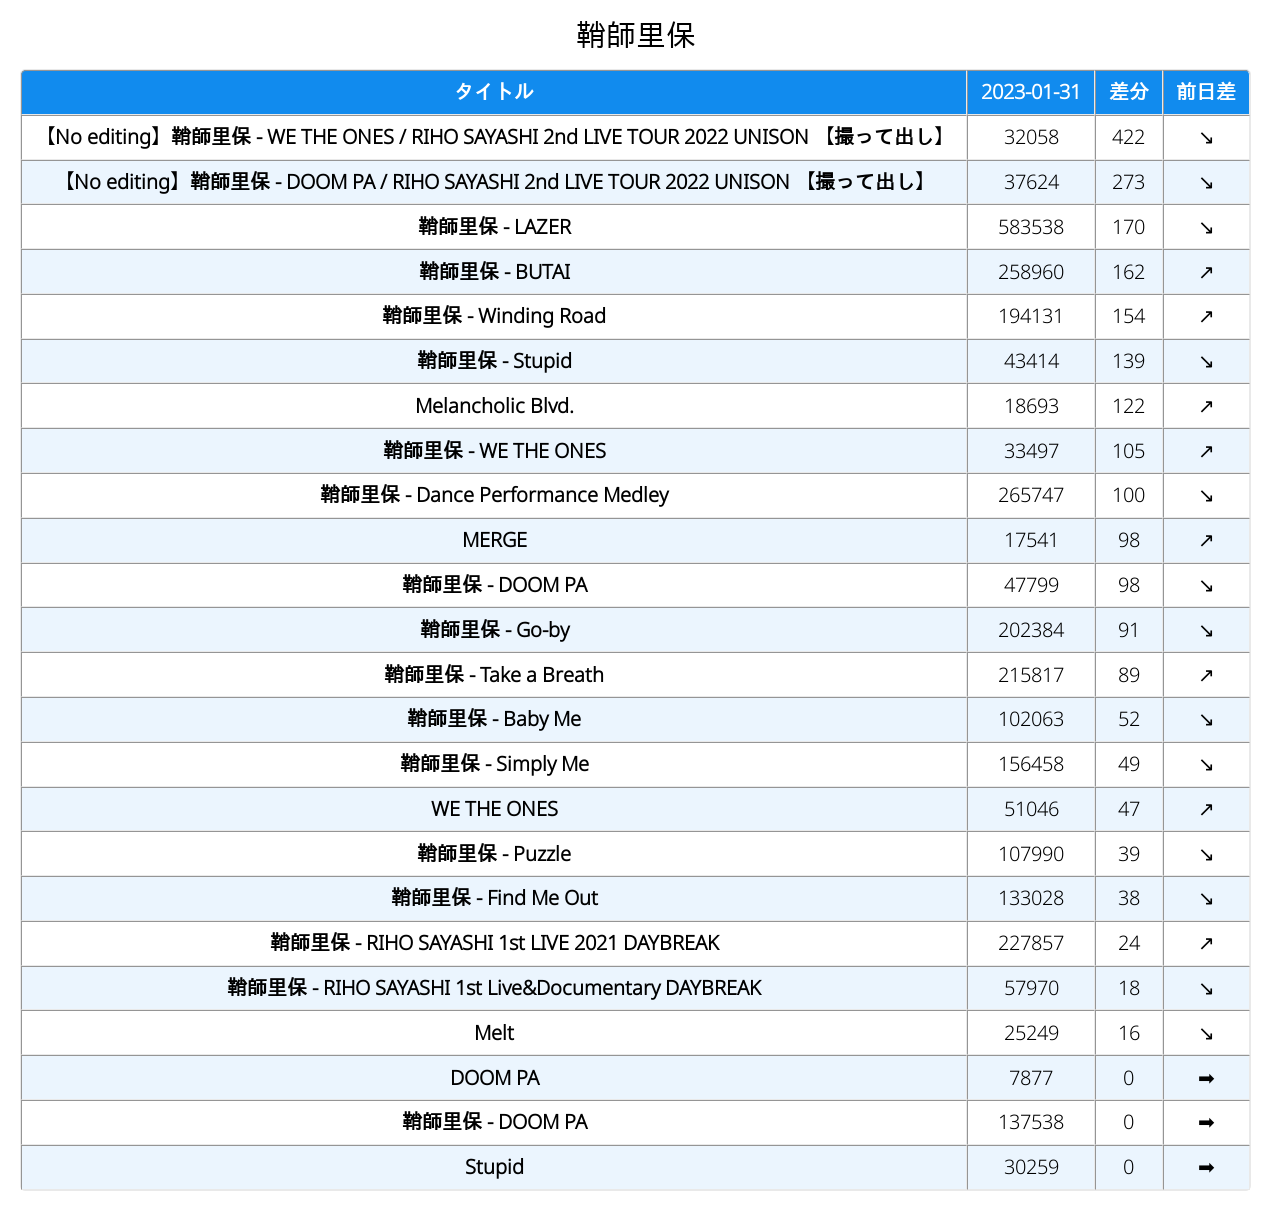 鞘師里保
タイトル 2023-01-31 差分 前日差
【No editing】鞘師里保 - WE THE ONES / RIHO SAYASHI 2nd LIVE TOUR 2022 UNISON 【撮って出し】 32058 422 ↘
【No editing】鞘師里保 - DOOM PA / RIHO SAYASHI 2nd LIVE TOUR 2022 UNISON 【撮って出し】 37624 273 ↘
鞘師里保 - LAZER 583538 170 ↘
鞘師里保 - BUTAI 258960 162 ↗
鞘師里保 - Winding Road 194131 154 ↗
鞘師里保 - Stupid 43414 139 ↘
Melancholic Blvd. 18693 122 ↗
鞘師里保 - WE THE ONES 33497 105 ↗
鞘師里保 - Dance Performance Medley 265747 100 ↘
MERGE 17541 98 ↗
鞘師里保 - DOOM PA 47799 98 ↘
鞘師里保 - Go-by 202384 91 ↘
鞘師里保 - Take a Breath 215817 89 ↗
鞘師里保 - Baby Me 102063 52 ↘
鞘師里保 - Simply Me 156458 49 ↘
WE THE ONES 51046 47 ↗
鞘師里保 - Puzzle 107990 39 ↘
鞘師里保 - Find Me Out 133028 38 ↘
鞘師里保 - RIHO SAYASHI 1st LIVE 2021 DAYBREAK 227857 24 ↗
鞘師里保 - RIHO SAYASHI 1st Live&Documentary DAYBREAK 57970 18 ↘
Melt 25249 16 ↘
DOOM PA 7877 0 ➡
鞘師里保 - DOOM PA 137538 0 ➡
Stupid 30259 0 ➡